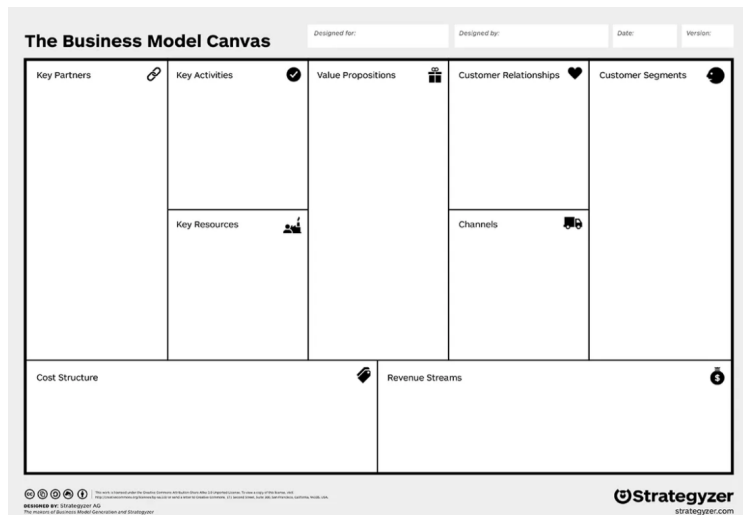 The Business Model Canvas
Designed for:
Designed by:
Date:
Version:
Key Partners
Key Activities
Value Propositions
Customer Relationships
Customer Segments
Key Resources
Channels
Cost Structure
Revenue Streams
$
DESIGNED BY: Strategyzer AG
The makers of Business Model Generation and Strategyzer
Strategyzer
strategyzer.com